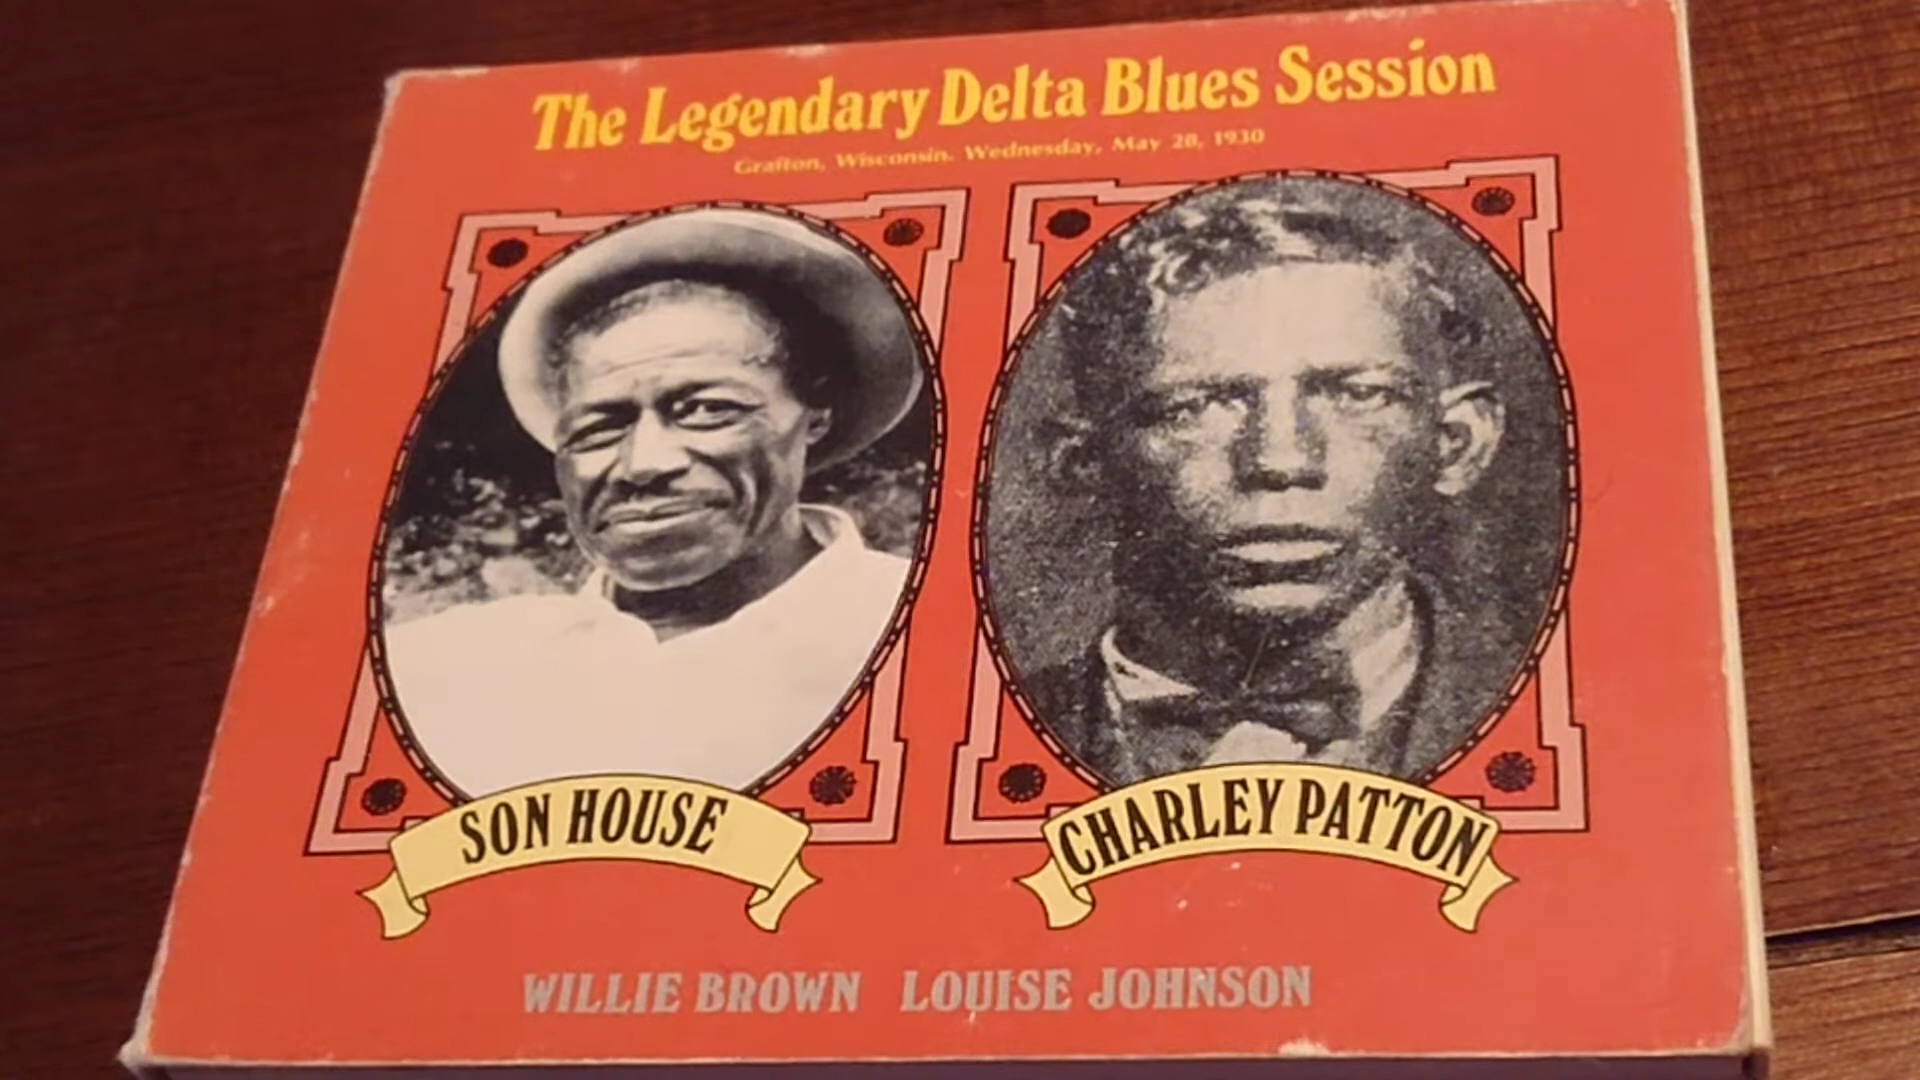 The Legendary Delta Blues Session
Grafton, Wisconsin. Wednesday, May 28, 1930
SON HOUSE
CHARLEY PATTON
WILLIE BROWN LOUISE JOHNSON